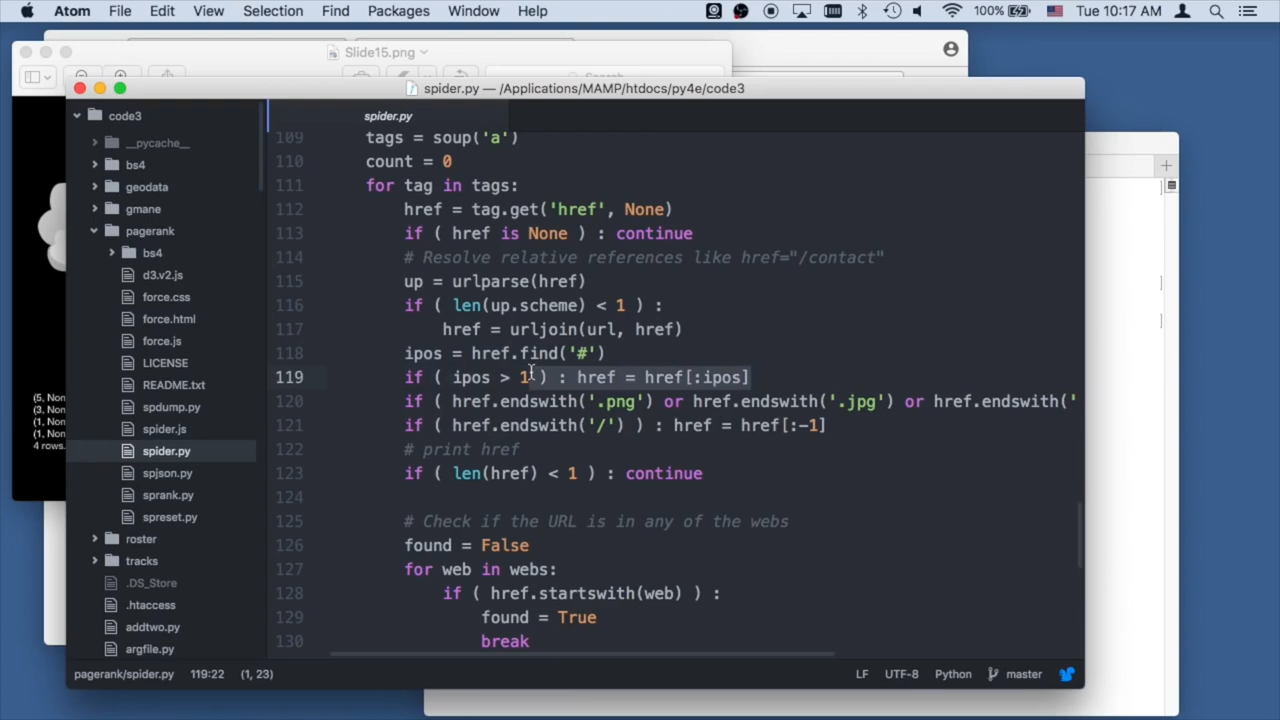 Atom File Edit View Selection Find Packages Window Help 100% Tue 10:17 AM
Slide15.png
Search
spider.py — /Applications/MAMP/htdocs/py4e/code3
code3
__pycache__
bs4
geodata
gmane
pagerank
bs4
d3.v2.js
force.css
force.html
force.js
LICENSE
README.txt
spdump.py
spider.js
spider.py
spjson.py
sprank.py
spreset.py
roster
tracks
.DS_Store
.htaccess
addtwo.py
argfile.py
(5, Non
(3, Non
(1, Non
(1, Non
4 rows.
spider.py
109 tags = soup('a')
110 count = 0
111 for tag in tags:
112 href = tag.get('href', None)
113 if ( href is None ) : continue
114 # Resolve relative references like href="/contact"
115 up = urlparse(href)
116 if ( len(up.scheme) < 1 ) :
117 href = urljoin(url, href)
118 ipos = href.find('#')
119 if ( ipos > 1 ) : href = href[:ipos]
120 if ( href.endswith('.png') or href.endswith('.jpg') or href.endswith('
121 if ( href.endswith('/') ) : href = href[:-1]
122 # print href
123 if ( len(href) < 1 ) : continue
124
125 # Check if the URL is in any of the webs
126 found = False
127 for web in webs:
128 if ( href.startswith(web) ) :
129 found = True
130 break
pagerank/spider.py 119:22 (1, 23) LF UTF-8 Python master